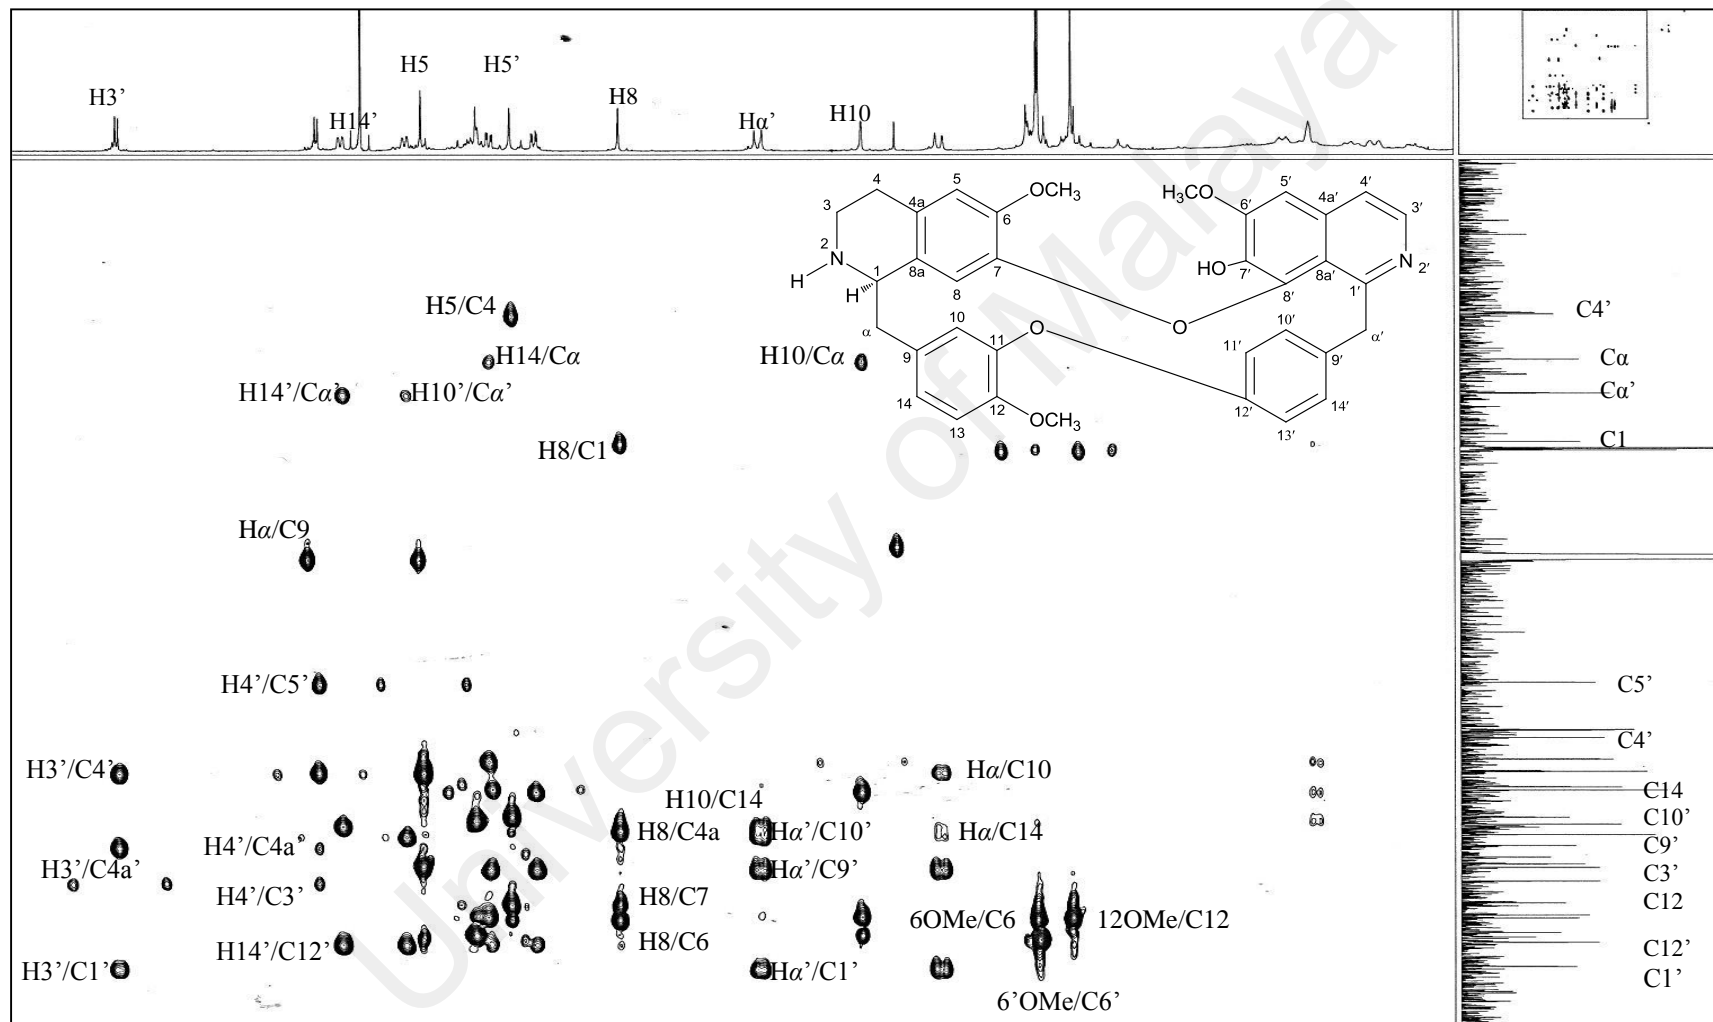 H3’
H14’
H5
H5’
H8
Hα’
H10
4
5
OCH3
3
4a
6
2
N
H
1
8a
7
H
8
α
10
9
11
O
14
12
13
OCH3
O
H3CO
5'
4'
4a'
6'
3'
HO
7'
8a'
N
2'
8'
1'
10'
α'
11'
9'
12'
14'
13'
H5/C4
H14/Cα
H10/Cα
H14’/Cα’
H10’/Cα’
H8/C1
Hα/C9
H4’/C5’
H3’/C4’
Hα/C10
H10/C14
H4’/C4a’
H8/C4a
Hα’/C10’
Hα/C14
H3’/C4a’
Hα’/C9’
H4’/C3’
H8/C7
6OMe/C6
12OMe/C12
H14’/C12’
H8/C6
H3’/C1’
Hα’/C1’
6’OMe/C6’
C4’
Cα
Cα’
C1
C5’
C4’
C14
C10’
C9’
C3’
C12
C12’
C1’
University of Malaya